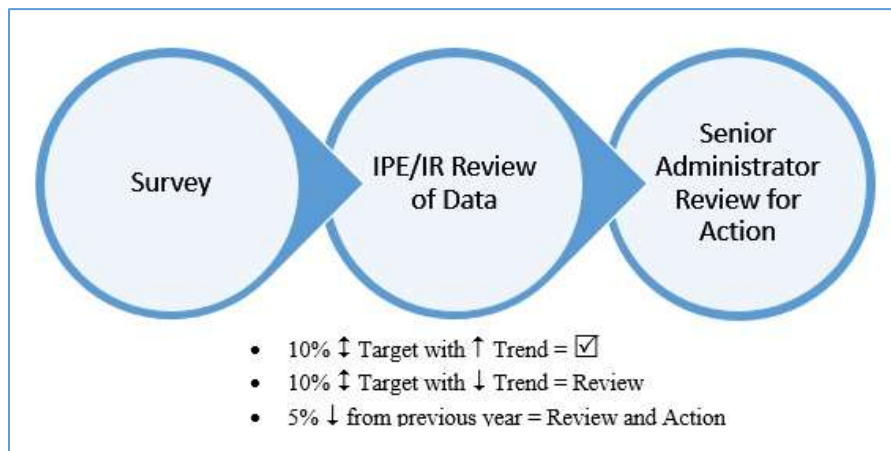 Survey
IPE/IR Review
of Data
Senior
Administrator
Review for
Action
• 10% ↕ Target with ↑ Trend = ☑
• 10% ↕ Target with ↓ Trend = Review
• 5% ↓ from previous year = Review and Action